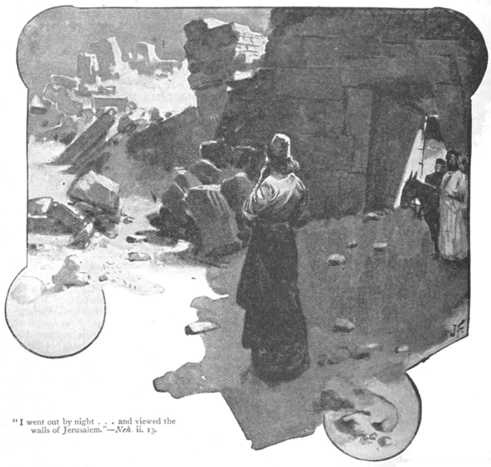 J.F.
"I went out by night . . . and viewed the
walls of Jerusalem."—Neh. ii. 13.